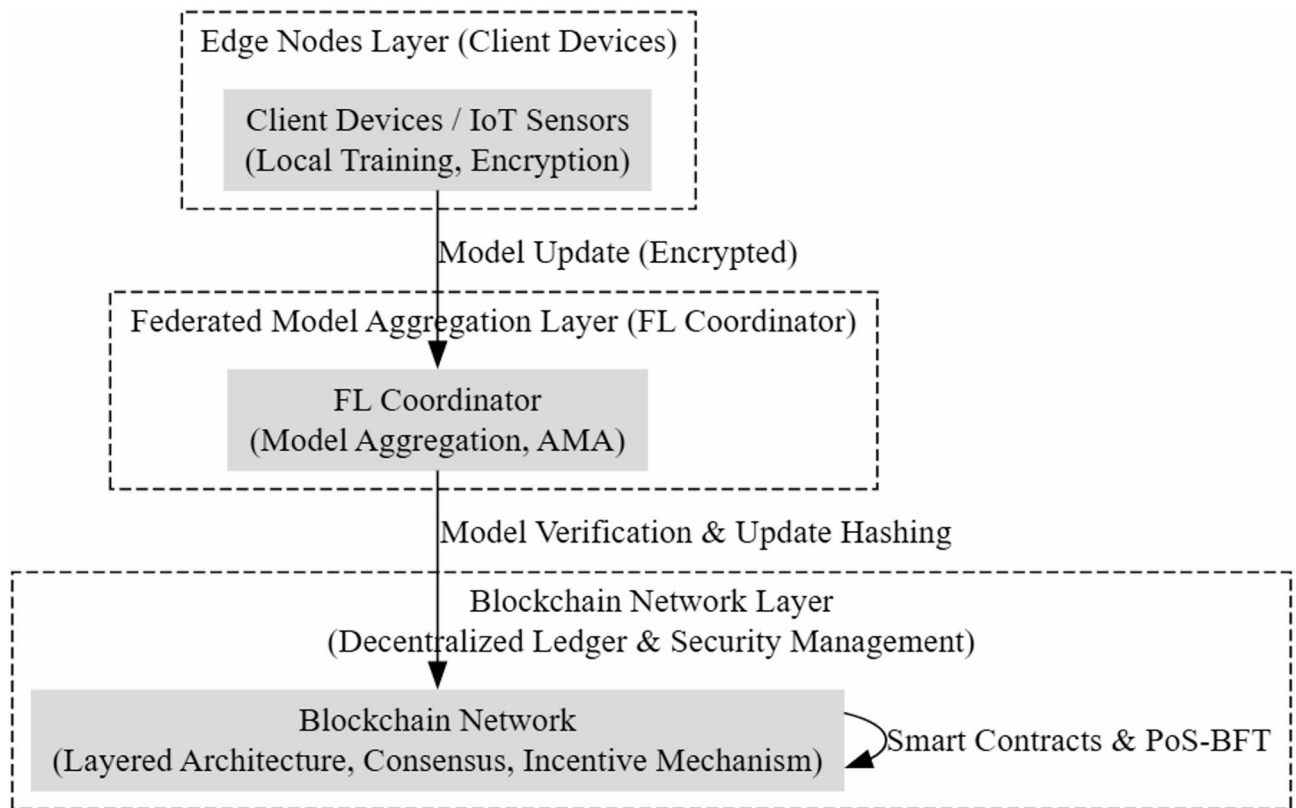 Edge Nodes Layer (Client Devices)
Client Devices / IoT Sensors
(Local Training, Encryption)
Model Update (Encrypted)
Federated Model Aggregation Layer (FL Coordinator)
FL Coordinator
(Model Aggregation, AMA)
Model Verification & Update Hashing
Blockchain Network Layer
(Decentralized Ledger & Security Management)
Blockchain Network
(Layered Architecture, Consensus, Incentive Mechanism)
Smart Contracts & PoS-BFT